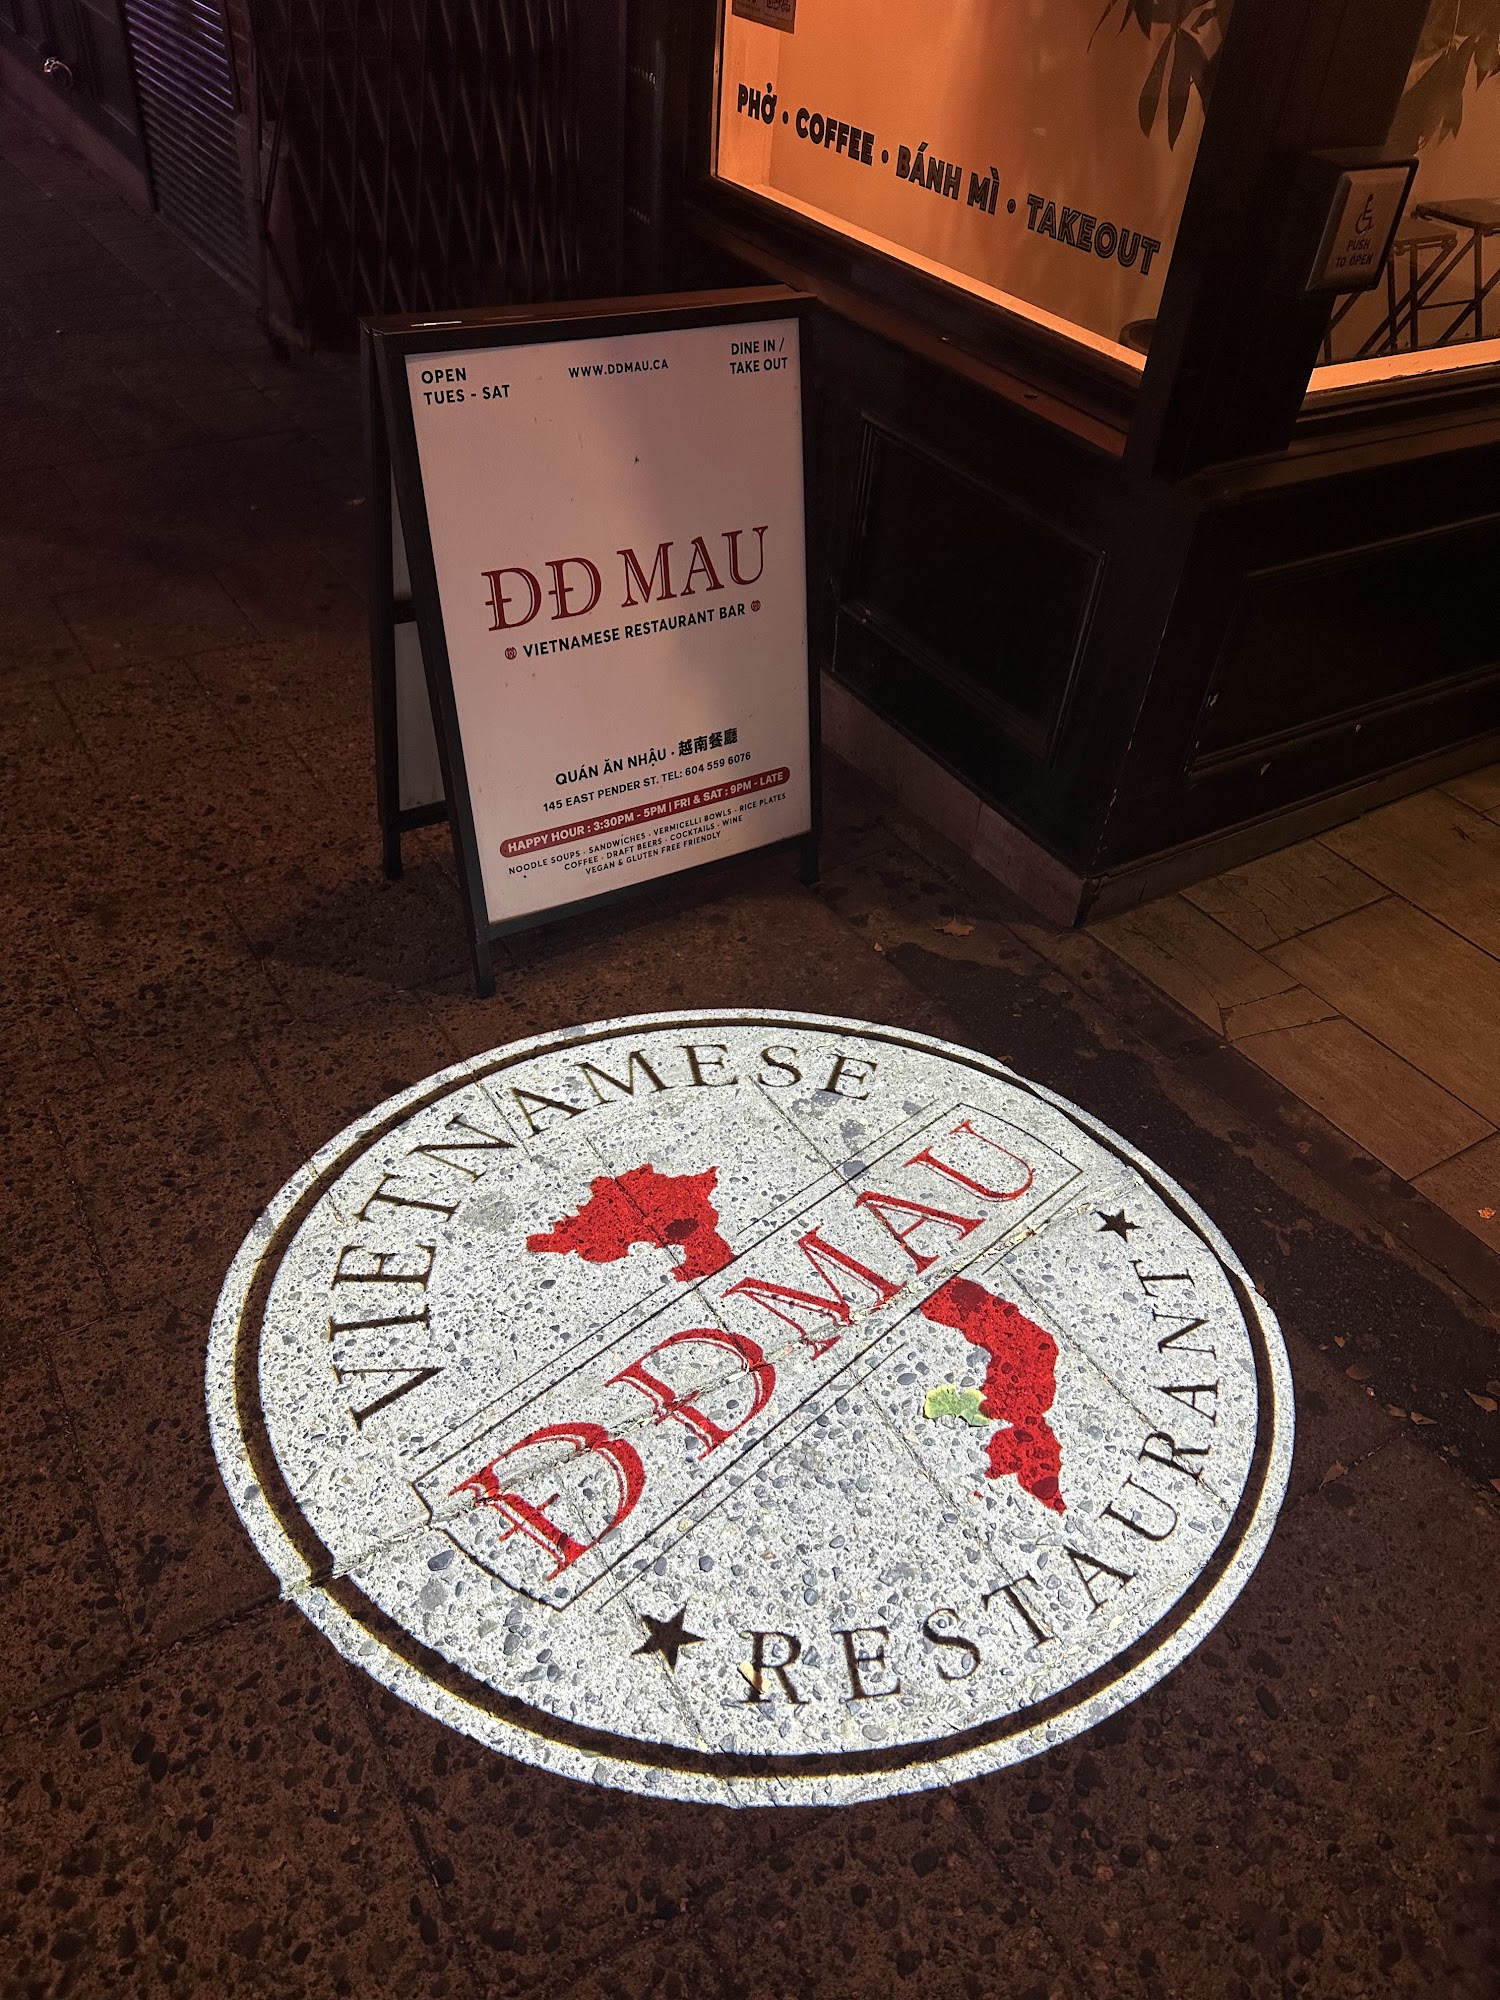 PHỞ • COFFEE • BÁNH MÌ • TAKEOUT
PUSH
TO OPEN
OPEN
TUES - SAT
WWW.DDMAU.CA
DINE IN /
TAKE OUT
ĐĐ MAU
VIETNAMESE RESTAURANT BAR
QUÁN ĂN NHẬU · 越南餐廳
145 EAST PENDER ST. TEL: 604 559 6076
HAPPY HOUR : 3:30PM - 5PM | FRI & SAT : 9PM - LATE
NOODLE SOUPS · SANDWICHES · VERMICELLI BOWLS · RICE PLATES
COFFEE · DRAFT BEERS · COCKTAILS · WINE
VEGAN & GLUTEN FREE FRIENDLY
VIETNAMESE
ĐĐ MAU
RESTAURANT